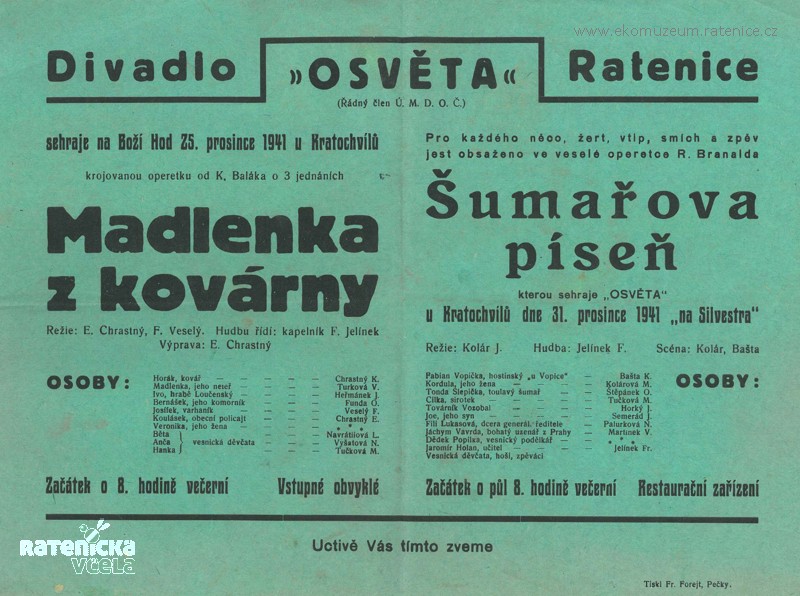 www.ekomuzeum.ratenice.cz
Divadlo „OSVĚTA“ Ratenice
(Řádný člen Ú. M. D. O. Č.)
sehraje na Boží Hod 25. prosince 1941 u Kratochvílů
krojovanou operetku od K, Baláka o 3 jednáních
Madlenka
z kovárny
Režie: E. Chrastný, F. Veselý. Hudbu řídí: kapelník F. Jelínek
Výprava: E. Chrastný
OSOBY:
Horák, kovář — — — — — Chrastný K.
Madlenka, jeho neteř — — — Turková V.
Ivo, hrabě Loučenský — — — Heřmánek J.
Bernášek, jeho komorník — — Funda O.
Josífek, varhaník — — — — Veselý F.
Koulásek, obecní policajt — — Chrastný E.
Veronika, jeho žena — — — * * *
Běta — Navrátilová L.
Anča } vesnická děvčata — Vyšatová N.
Hanka — Tučková M.
Začátek o 8. hodině večerní Vstupné obvyklé
Pro každého něco, žert, vtip, smích a zpěv
jest obsaženo ve veselé operetce R. Branalda
Šumařova
píseň
kterou sehraje „OSVĚTA“
u Kratochvílů dne 31. prosince 1941 „na Silvestra“
Režie: Kolár J. Hudba: Jelínek F. Scéna: Kolár, Bašta
OSOBY:
Fabian Vopička, hostinský „u Vopice“ — Bašta K.
Kordula, jeho žena — — — — Kolárová M.
Tonda Slepička, toulavý šumař — — Štěpánek O.
Cilka, sirotek — — — — — Tučková M.
Továrník Vozobal — — — — Horký J.
Joe, jeho syn — — — — — Semerád J.
Fifi Lukasová, dcera generál. ředitele — Palurková N.
Jáchym Vavrda, bohatý uzenář z Prahy — Martínek V.
Dědek Popilka, vesnický podděikář — * * *
Jaromír Holan, učitel — — — — Jelínek Fr.
Vesnická děvčata, hoši, zpěváci
Začátek o půl 8. hodině večerní Restaurační zařízení
Uctivě Vás tímto zveme
RATENICKÁ
včela
Tiskl Fr. Forejt, Pečky.